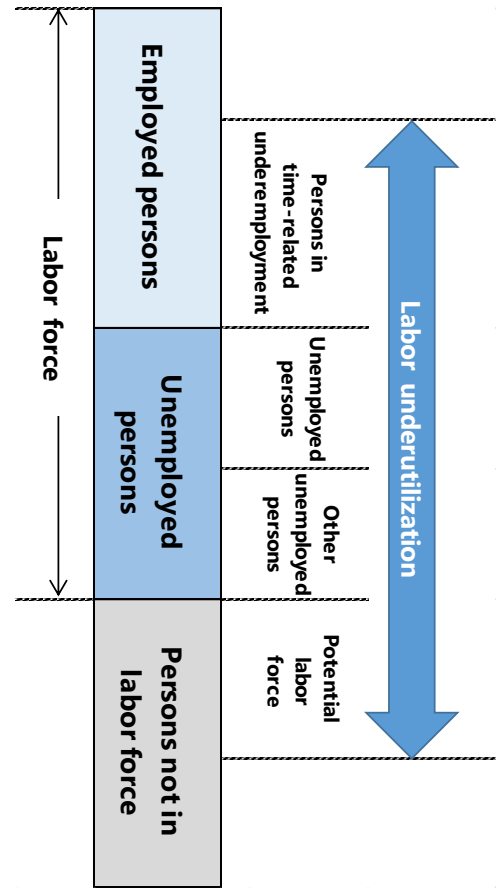 Labor force
Employed persons
Unemployed
persons
Persons not in
labor force
Persons in
time-related
underemployment
Unemployed
persons
Other
unemployed
persons
Potential
labor
force
Labor underutilization